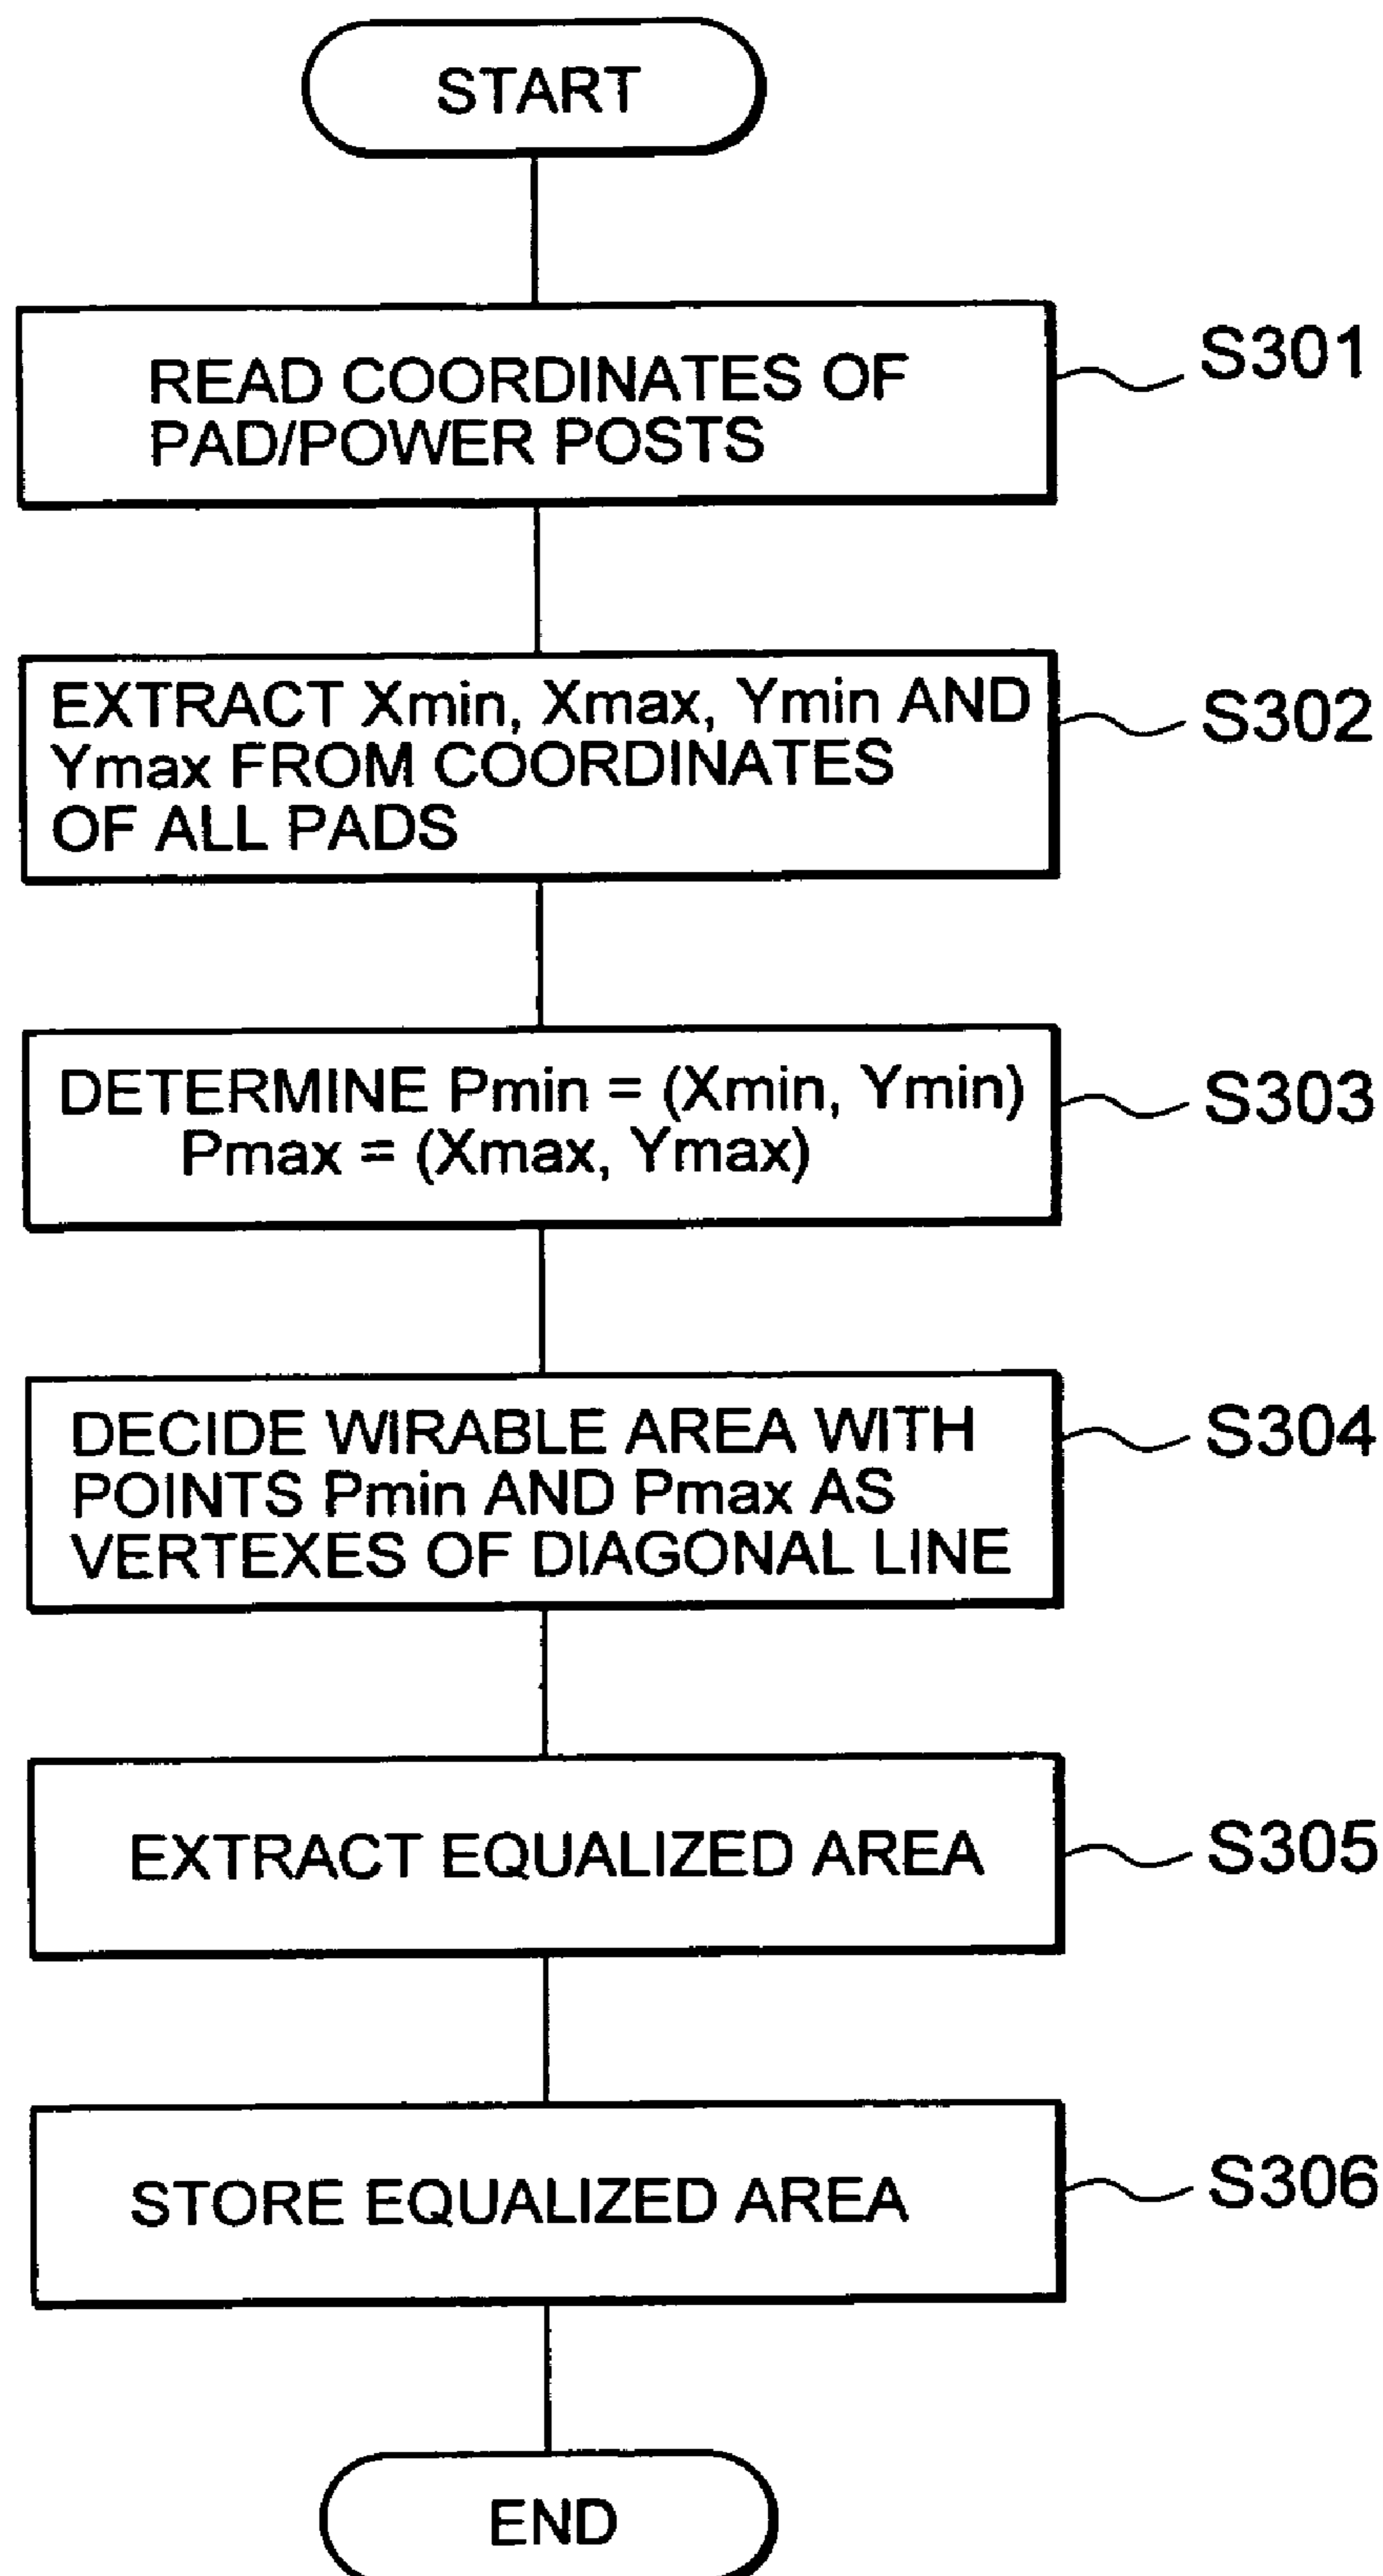 START
READ COORDINATES OF
PAD/POWER POSTS
S301
EXTRACT Xmin, Xmax, Ymin AND
Ymax FROM COORDINATES
OF ALL PADS
S302
DETERMINE Pmin = (Xmin, Ymin)
Pmax = (Xmax, Ymax)
S303
DECIDE WIRABLE AREA WITH
POINTS Pmin AND Pmax AS
VERTEXES OF DIAGONAL LINE
S304
EXTRACT EQUALIZED AREA
S305
STORE EQUALIZED AREA
S306
END